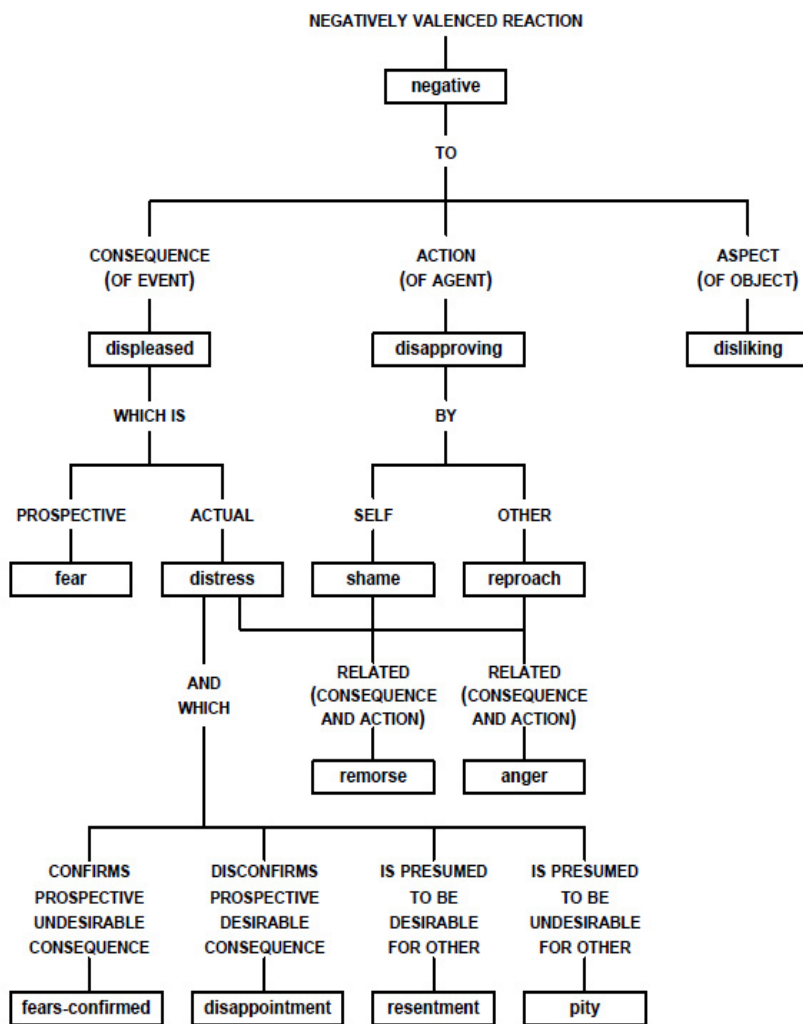 NEGATIVELY VALENCED REACTION
negative
TO
CONSEQUENCE
(OF EVENT)
ACTION
(OF AGENT)
ASPECT
(OF OBJECT)
displeased
disapproving
disliking
WHICH IS
BY
PROSPECTIVE
ACTUAL
SELF
OTHER
fear
distress
shame
reproach
AND
WHICH
RELATED
(CONSEQUENCE
AND ACTION)
RELATED
(CONSEQUENCE
AND ACTION)
remorse
anger
CONFIRMS
PROSPECTIVE
UNDESIRABLE
CONSEQUENCE
DISCONFIRMS
PROSPECTIVE
DESIRABLE
CONSEQUENCE
IS PRESUMED
TO BE
DESIRABLE
FOR OTHER
IS PRESUMED
TO BE
UNDESIRABLE
FOR OTHER
fears-confirmed
disappointment
resentment
pity